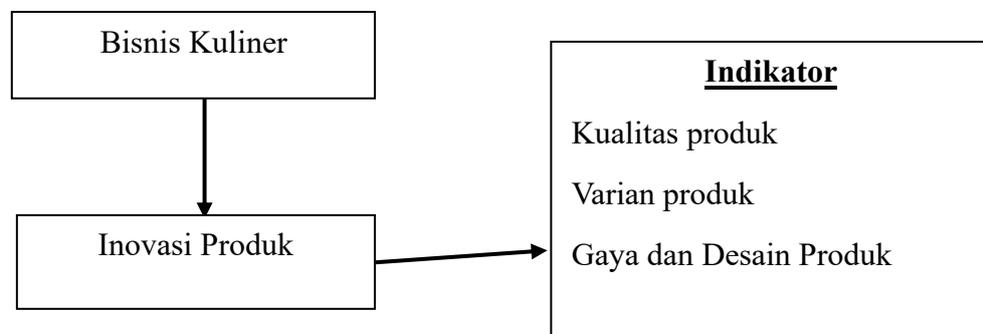 Bisnis Kuliner
Indikator
Kualitas produk
Varian produk
Inovasi Produk
Gaya dan Desain Produk